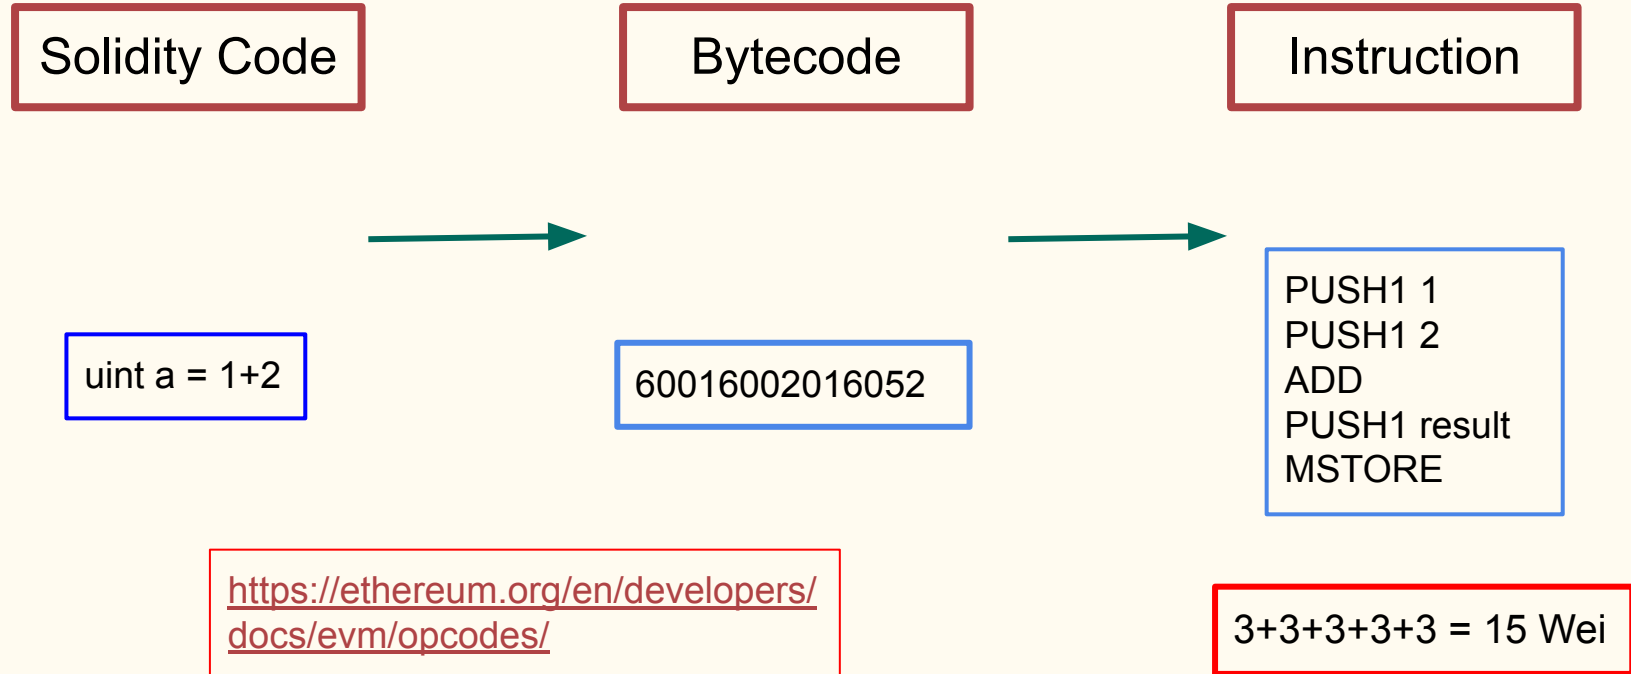 Solidity Code
Bytecode
Instruction
uint a = 1+2
60016002016052
PUSH1 1
PUSH1 2
ADD
PUSH1 result
MSTORE
https://ethereum.org/en/developers/
docs/evm/opcodes/
3+3+3+3+3 = 15 Wei